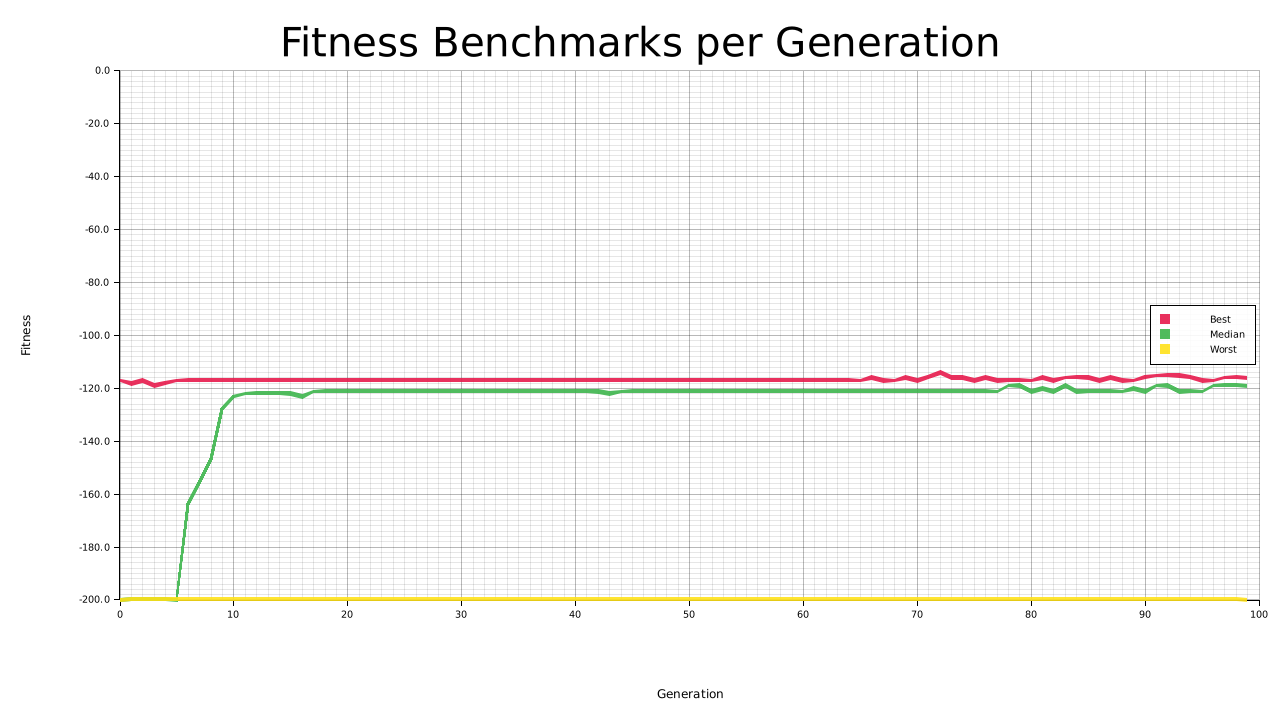 Fitness Benchmarks per Generation
0.0
-20.0
-40.0
-60.0
-80.0
-100.0
-120.0
-140.0
-160.0
-180.0
-200.0
Fitness
Best
Median
Worst
0 10 20 30 40 50 60 70 80 90 100
Generation